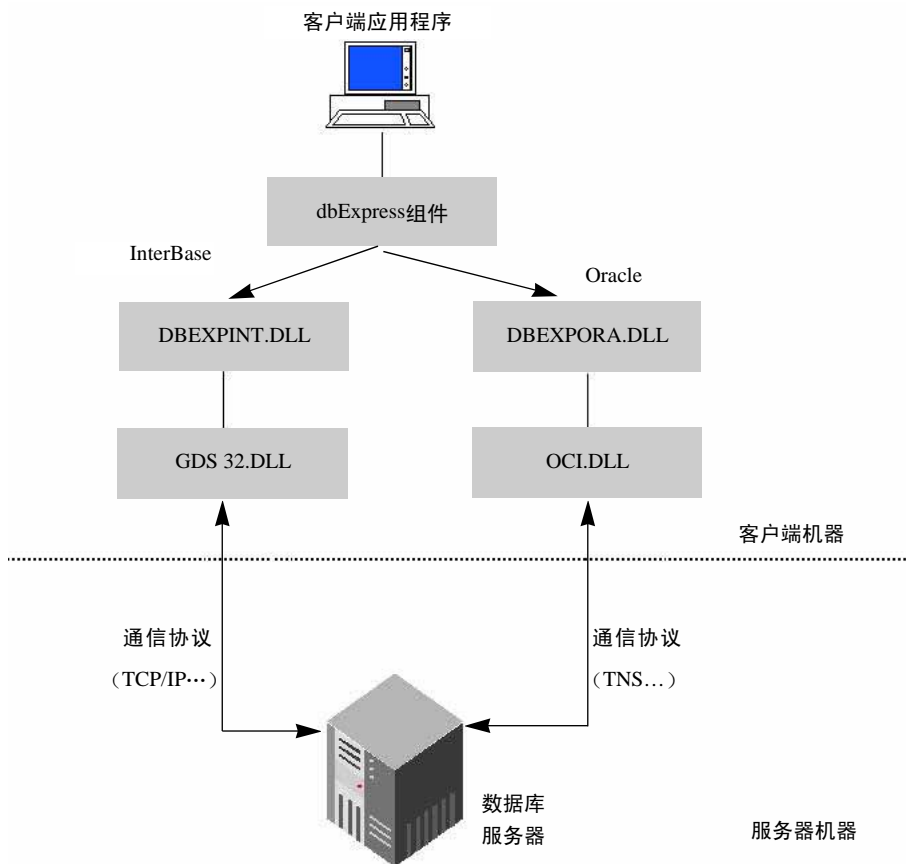 客户端应用程序
dbExpress组件
InterBase
Oracle
DBEXPINT.DLL
DBEXPORA.DLL
GDS 32.DLL
OCI.DLL
客户端机器
通信协议
（TCP/IP…）
通信协议
（TNS…）
数据库
服务器
服务器机器